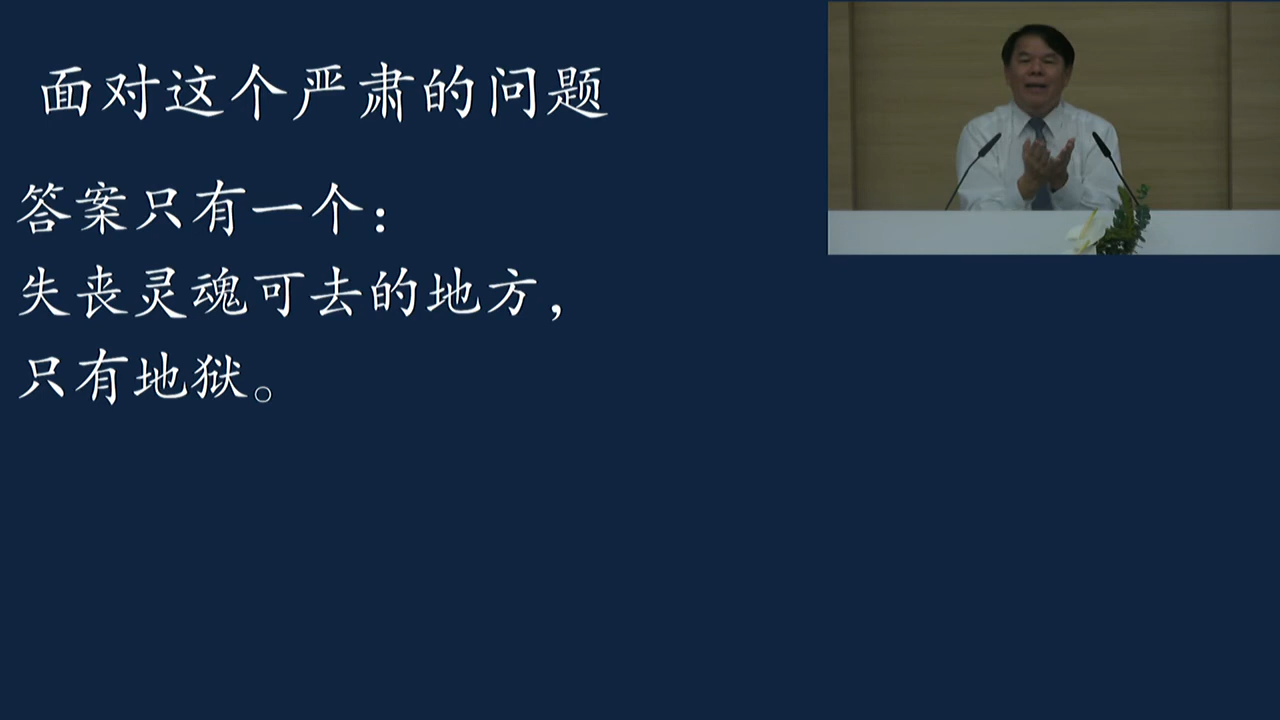 面对这个严肃的问题
答案只有一个：
失丧灵魂可去的地方，
只有地狱。